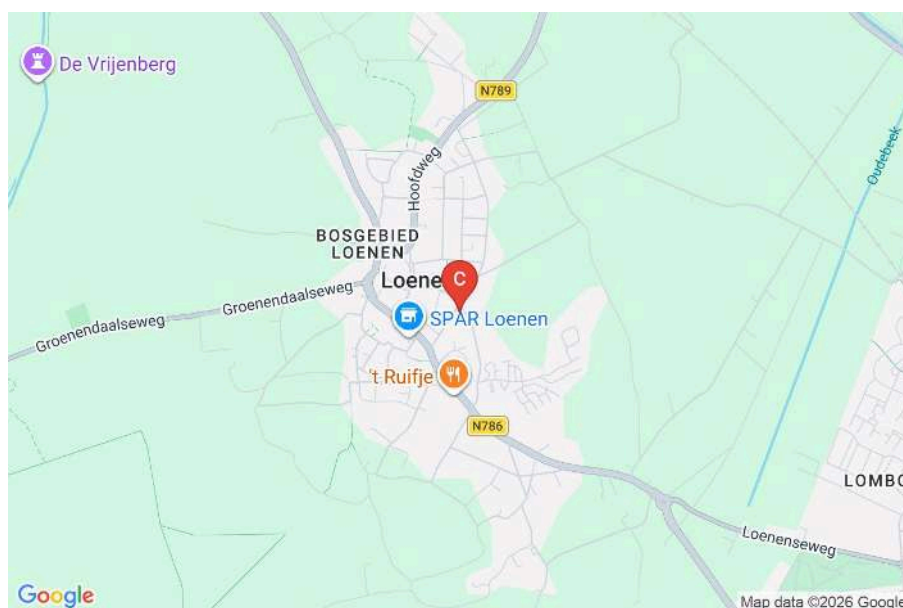 De Vrijenberg
N789
Hoofdweg
Oudebeek
BOSGEBIED
LOENEN
Loene
C
Groenendaalseweg
Groenendaalseweg
SPAR Loenen
't Ruifje
N786
LOMBO
Loenenseweg
Google
Map data ©2026 Google